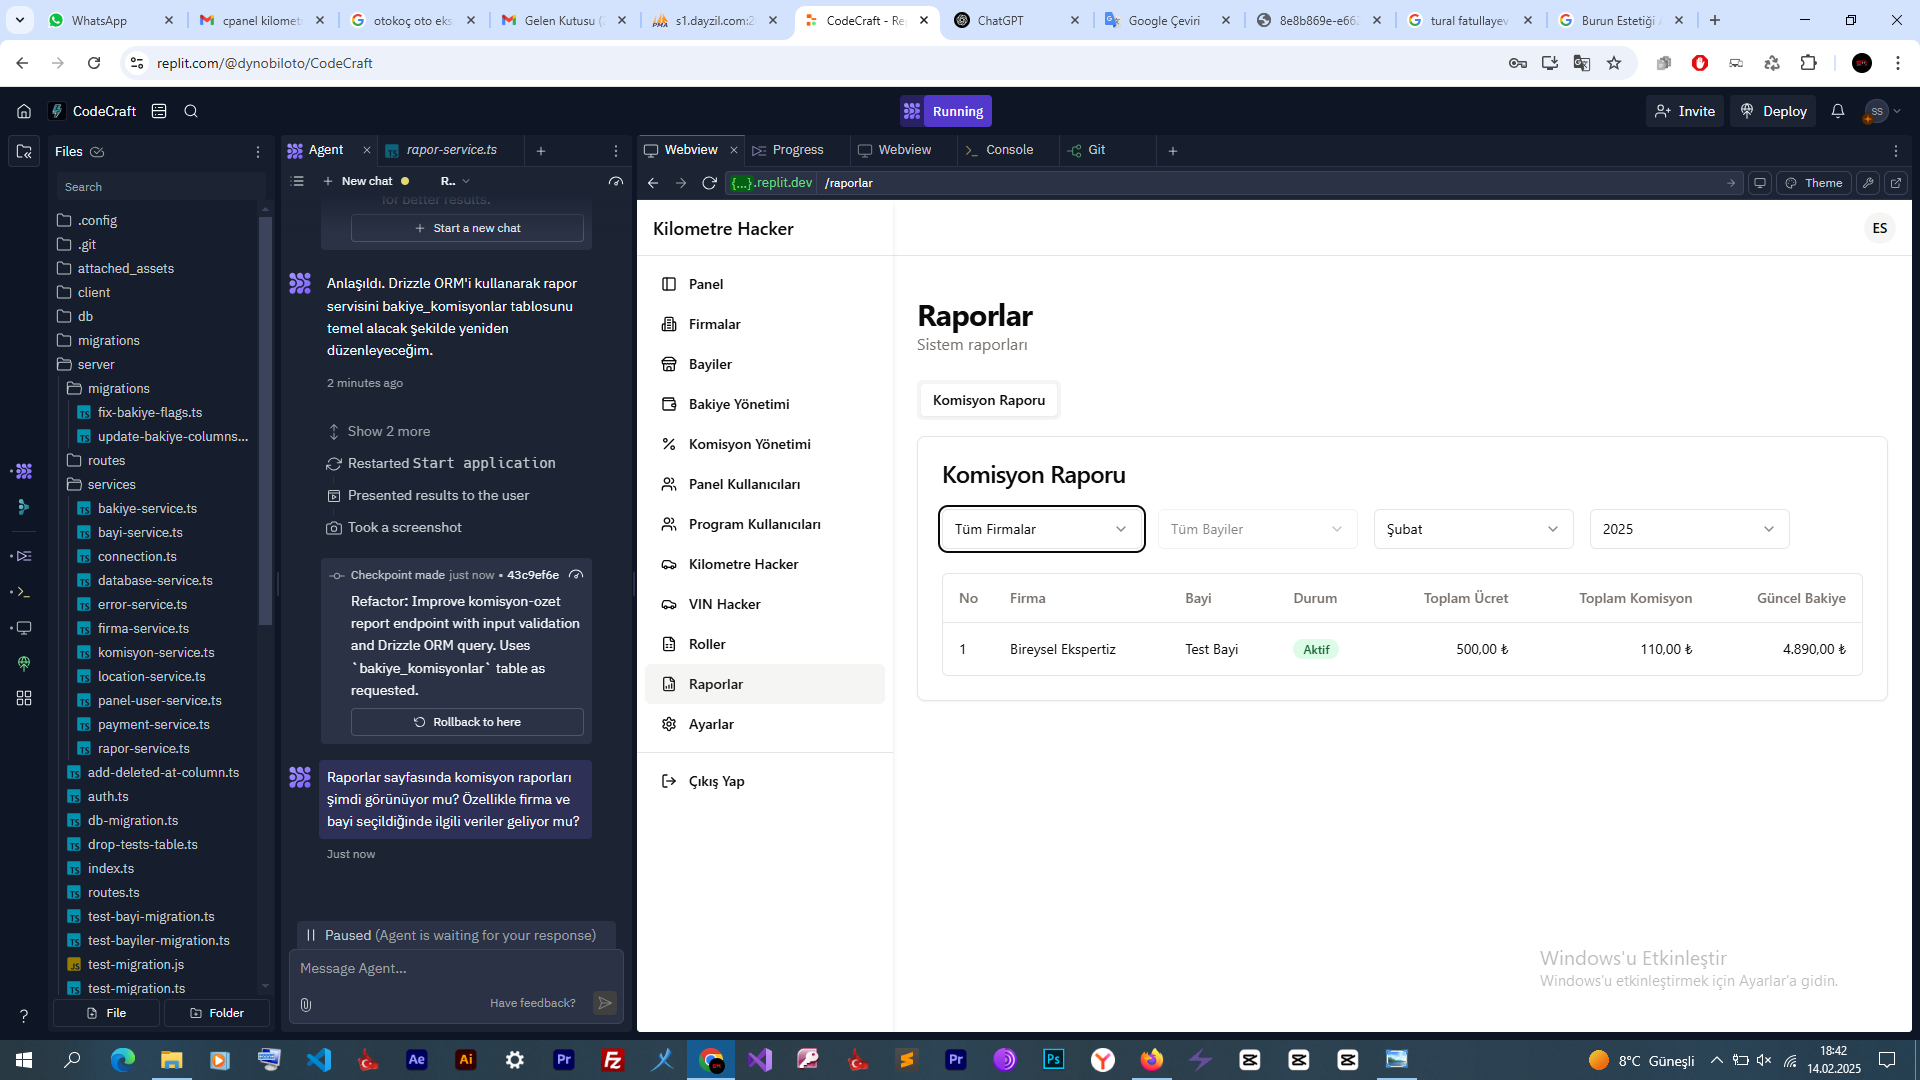 WhatsApp
cpanel kilomet
otokoç oto eks
Gelen Kutusu (
s1.dayzil.com:2
CodeCraft - Re
ChatGPT
Google Çeviri
8e8b869e-e66
tural fatullayev
Burun Estetiği
replit.com/@dynobiloto/CodeCraft
CodeCraft
Running
Invite
Deploy
SS
Files
Agent
rapor-service.ts
Webview
Progress
Webview
Console
Git
Search
New chat
R..
{...}.replit.dev
/raporlar
Theme
.config
.git
attached_assets
client
db
migrations
server
migrations
fix-bakiye-flags.ts
update-bakiye-columns...
routes
services
bakiye-service.ts
bayi-service.ts
connection.ts
database-service.ts
error-service.ts
firma-service.ts
komisyon-service.ts
location-service.ts
panel-user-service.ts
payment-service.ts
rapor-service.ts
add-deleted-at-column.ts
auth.ts
db-migration.ts
drop-tests-table.ts
index.ts
routes.ts
test-bayi-migration.ts
test-bayiler-migration.ts
test-migration.js
test-migration.ts
File
Folder
for better results.
Start a new chat
Anlaşıldı. Drizzle ORM'i kullanarak rapor
servisini bakiye_komisyonlar tablosunu
temel alacak şekilde yeniden
düzenleyeceğim.
2 minutes ago
Show 2 more
Restarted Start application
Presented results to the user
Took a screenshot
Checkpoint made just now • 43c9ef6e
Refactor: Improve komisyon-ozet
report endpoint with input validation
and Drizzle ORM query. Uses
`bakiye_komisyonlar` table as
requested.
Rollback to here
Raporlar sayfasında komisyon raporları
şimdi görünüyor mu? Özellikle firma ve
bayi seçildiğinde ilgili veriler geliyor mu?
Just now
Paused (Agent is waiting for your response)
Message Agent...
Have feedback?
Kilometre Hacker
ES
Panel
Firmalar
Bayiler
Bakiye Yönetimi
Komisyon Yönetimi
Panel Kullanıcıları
Program Kullanıcıları
Kilometre Hacker
VIN Hacker
Roller
Raporlar
Ayarlar
Çıkış Yap
Raporlar
Sistem raporları
Komisyon Raporu
Komisyon Raporu
Tüm Firmalar
Tüm Bayiler
Şubat
2025
No Firma Bayi Durum Toplam Ücret Toplam Komisyon Güncel Bakiye
1 Bireysel Ekspertiz Test Bayi Aktif 500,00 ₺ 110,00 ₺ 4.890,00 ₺
Windows'u Etkinleştir
Windows'u etkinleştirmek için Ayarlar'a gidin.
8°C Güneşli
18:42
14.02.2025